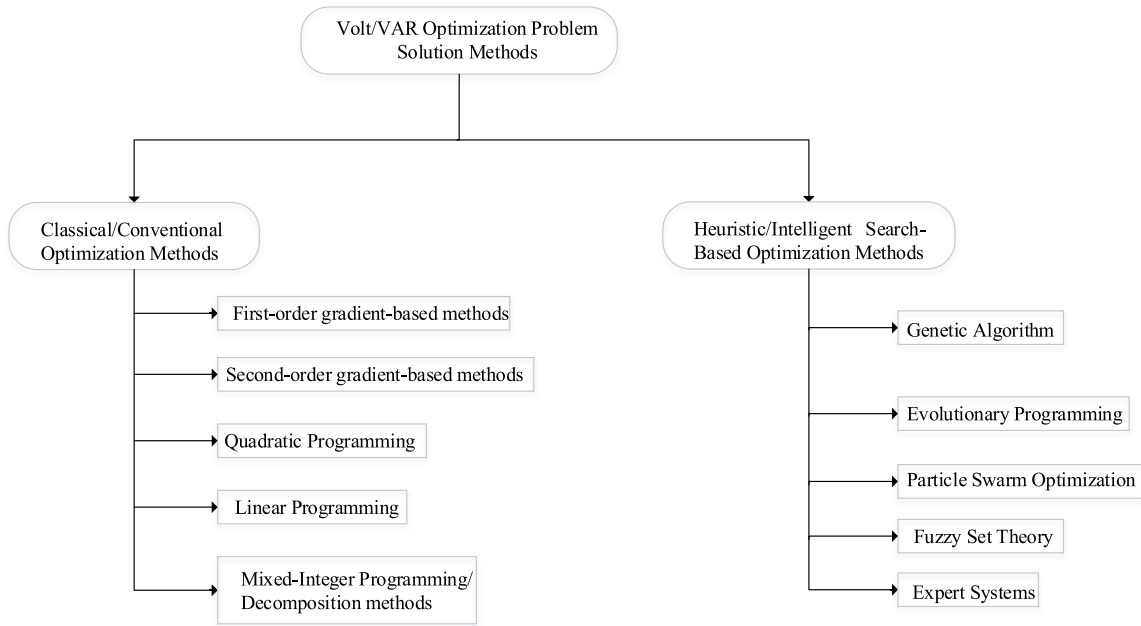 Volt/VAR Optimization Problem
Solution Methods
Classical/Conventional
Optimization Methods
First-order gradient-based methods
Second-order gradient-based methods
Quadratic Programming
Linear Programming
Mixed-Integer Programming/
Decomposition methods
Heuristic/Intelligent Search-
Based Optimization Methods
Genetic Algorithm
Evolutionary Programming
Particle Swarm Optimization
Fuzzy Set Theory
Expert Systems